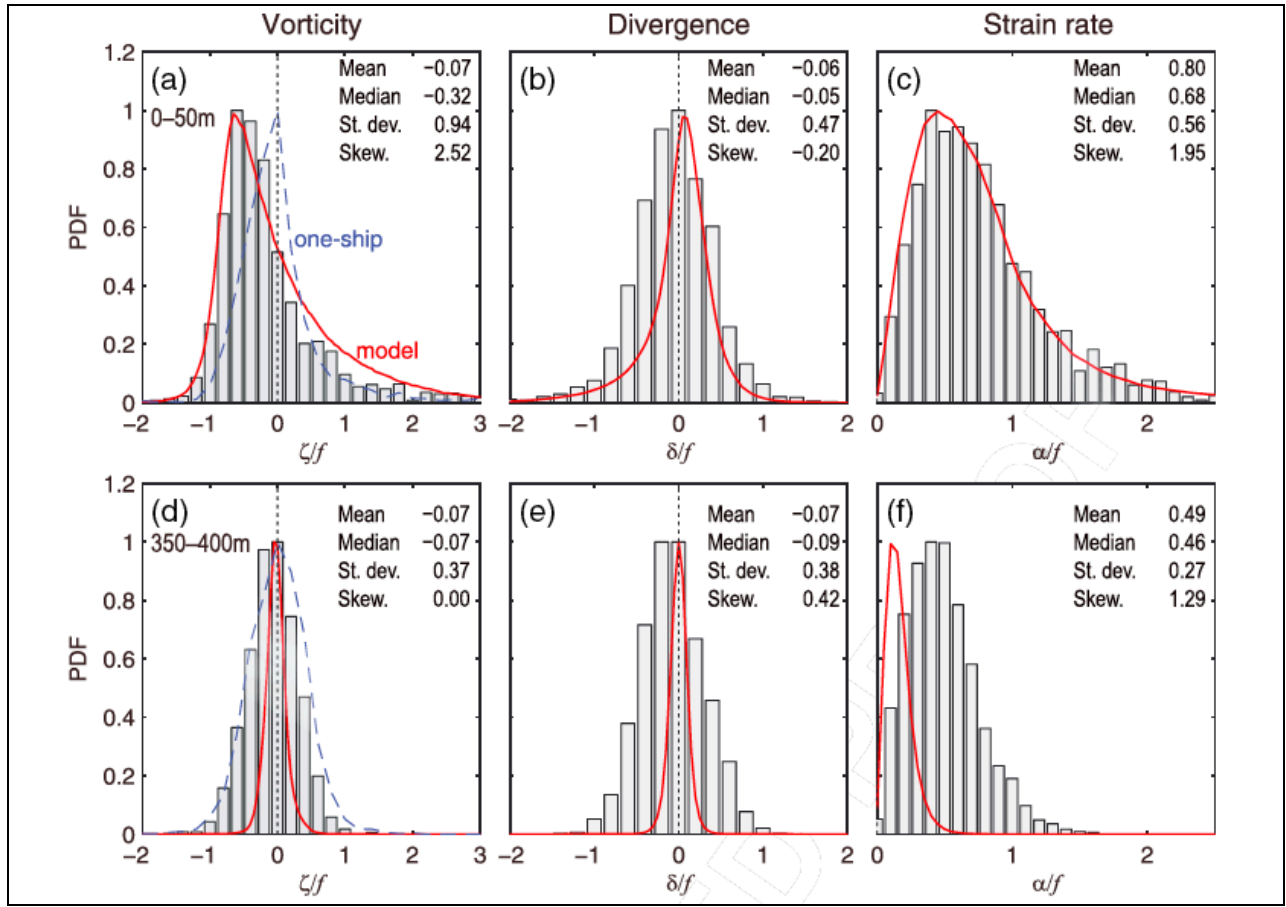 Vorticity Divergence Strain rate
(a)
0–50m
Mean −0.07
Median −0.32
St. dev. 0.94
Skew. 2.52
one-ship
model
PDF
1.2
1
0.8
0.6
0.4
0.2
0
−2 −1 0 1 2 3
ζ/f
(b)
Mean −0.06
Median −0.05
St. dev. 0.47
Skew. −0.20
−2 −1 0 1 2
δ/f
(c)
Mean 0.80
Median 0.68
St. dev. 0.56
Skew. 1.95
0 1 2
α/f
(d)
350–400m
Mean −0.07
Median −0.07
St. dev. 0.37
Skew. 0.00
PDF
1.2
1
0.8
0.6
0.4
0.2
0
−2 −1 0 1 2 3
ζ/f
(e)
Mean −0.07
Median −0.09
St. dev. 0.38
Skew. 0.42
−2 −1 0 1 2
δ/f
(f)
Mean 0.49
Median 0.46
St. dev. 0.27
Skew. 1.29
0 1 2
α/f